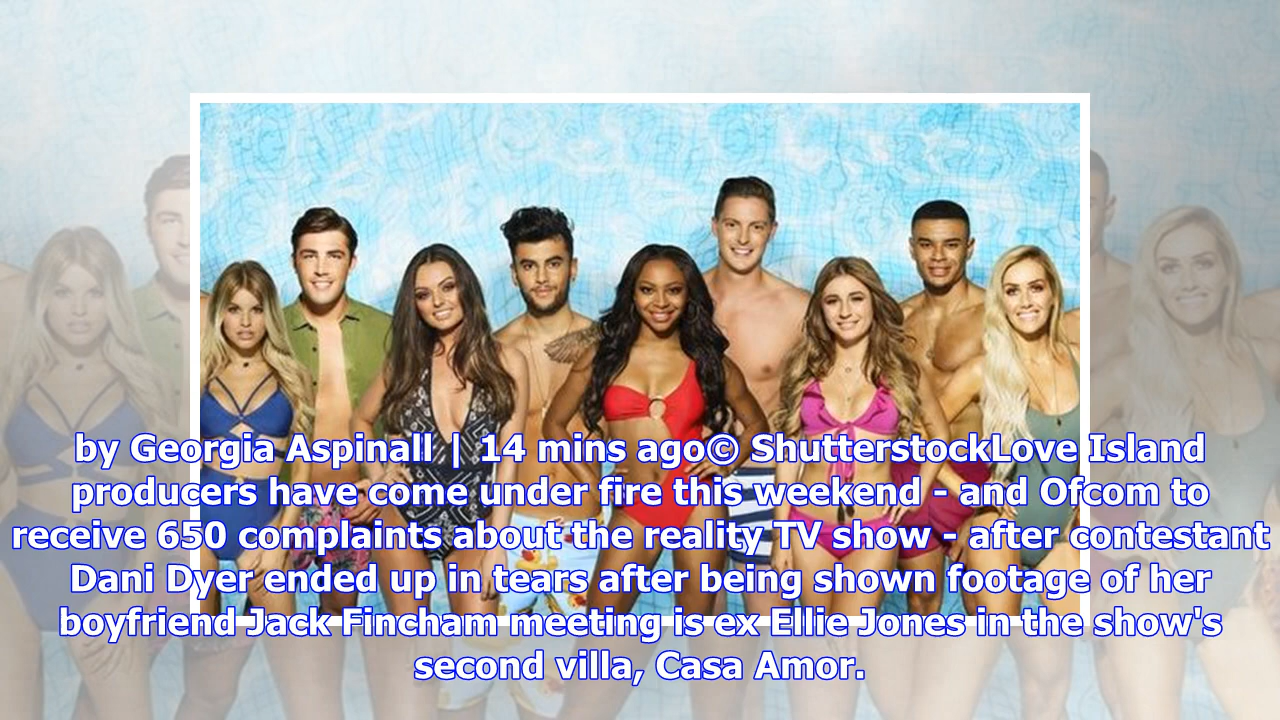 by Georgia Aspinall | 14 mins ago© ShutterstockLove Island
producers have come under fire this weekend - and Ofcom to
receive 650 complaints about the reality TV show - after contestant
Dani Dyer ended up in tears after being shown footage of her
boyfriend Jack Fincham meeting is ex Ellie Jones in the show's
second villa, Casa Amor.